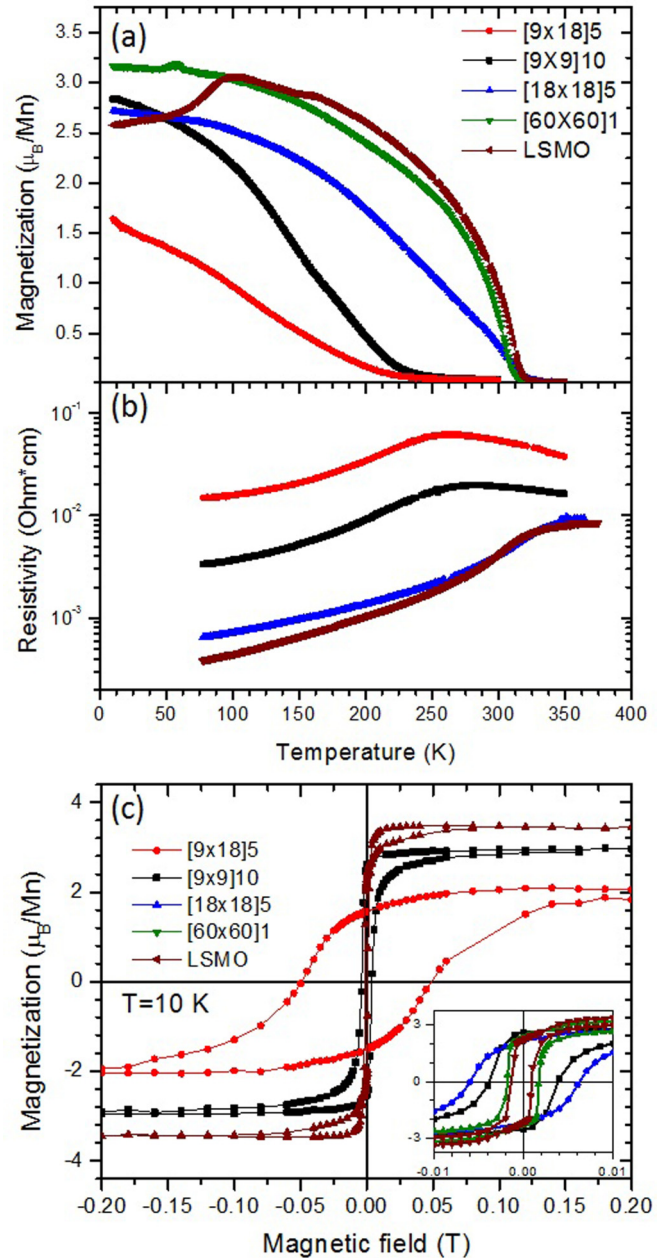 (a)
[9x18]5
[9X9]10
[18x18]5
[60X60]1
LSMO
Magnetization (μB/Mn)
3.5
3.0
2.5
2.0
1.5
1.0
0.5
(b)
Resistivity (Ohm*cm)
10-1
10-2
10-3
0 50 100 150 200 250 300 350 400
Temperature (K)
(c)
[9x18]5
[9x9]10
[18x18]5
[60x60]1
LSMO
Magnetization (μB/Mn)
4
2
0
-2
-4
T=10 K
3
0
-3
-0.01 0.00 0.01
-0.20 -0.15 -0.10 -0.05 0.00 0.05 0.10 0.15 0.20
Magnetic field (T)